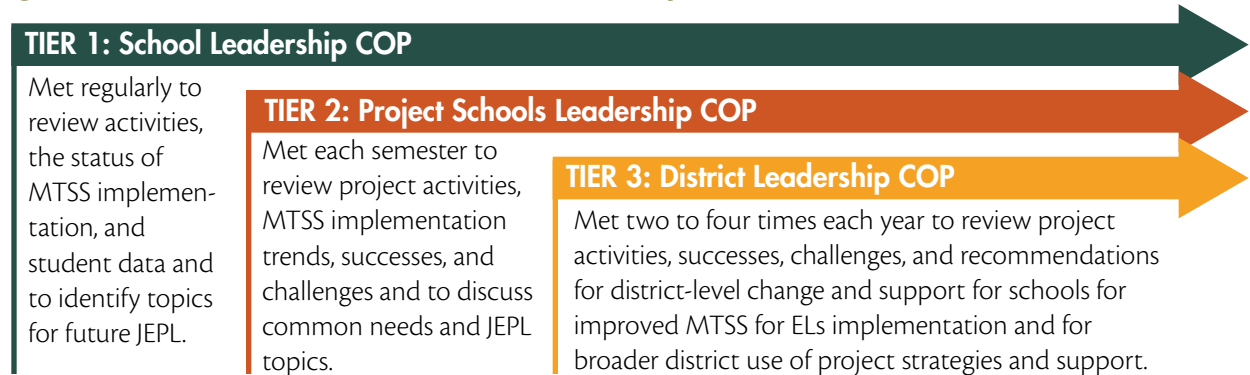 TIER 1: School Leadership COP
Met regularly to
review activities,
the status of
MTSS implemen-
tation, and
student data and
to identify topics
for future JEPL.
TIER 2: Project Schools Leadership COP
Met each semester to
review project activities,
MTSS implementation
trends, successes, and
challenges and to discuss
common needs and JEPL
topics.
TIER 3: District Leadership COP
Met two to four times each year to review project
activities, successes, challenges, and recommendations
for district-level change and support for schools for
improved MTSS for ELs implementation and for
broader district use of project strategies and support.